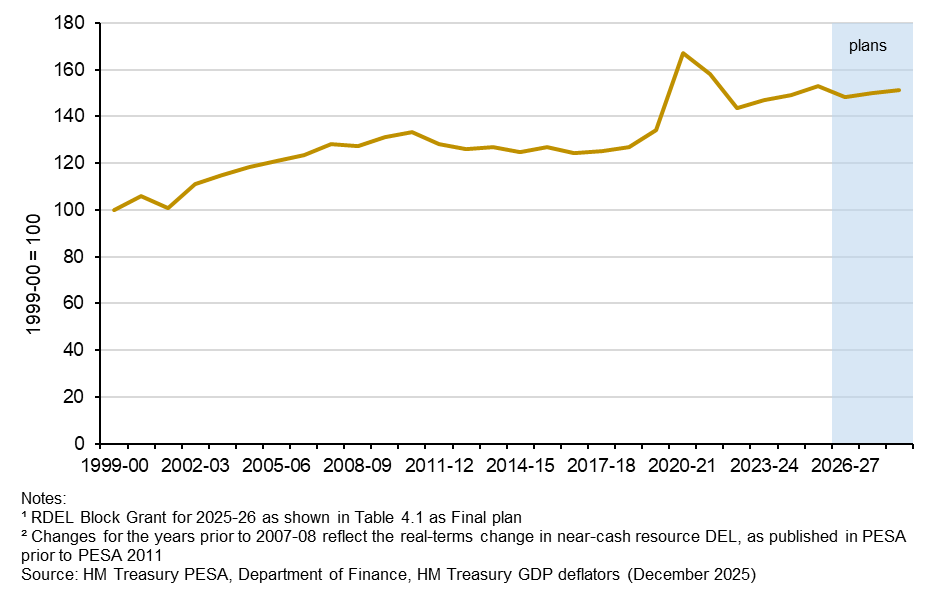 180
plans
160
140
120
100
80
60
40
20
0
1999-00 = 100
1999-00 2002-03 2005-06 2008-09 2011-12 2014-15 2017-18 2020-21 2023-24 2026-27
Notes:
¹ RDEL Block Grant for 2025-26 as shown in Table 4.1 as Final plan
² Changes for the years prior to 2007-08 reflect the real-terms change in near-cash resource DEL, as published in PESA
prior to PESA 2011
Source: HM Treasury PESA, Department of Finance, HM Treasury GDP deflators (December 2025)